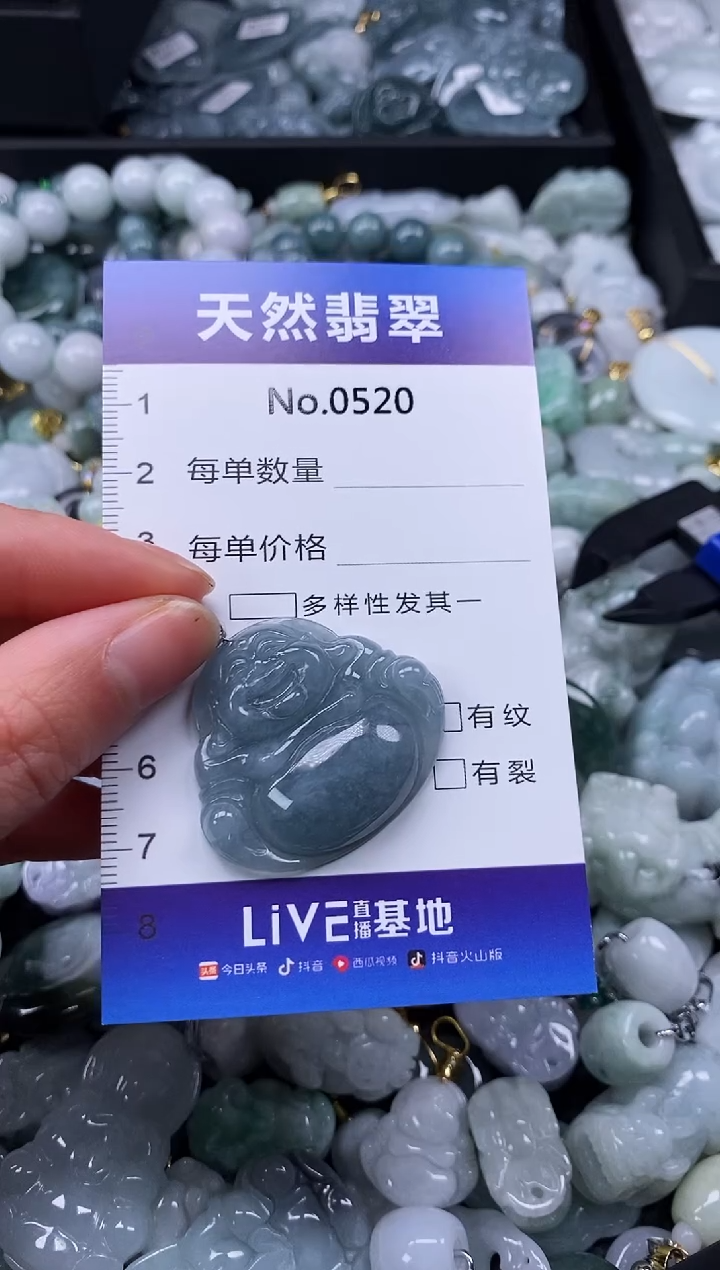 天然翡翠
No.0520
1
2
每单数量
3
每单价格
多样性发其一
有纹
6
有裂
7
8
LiVE直播基地
头条 今日头条 抖音 西瓜视频 抖音火山版